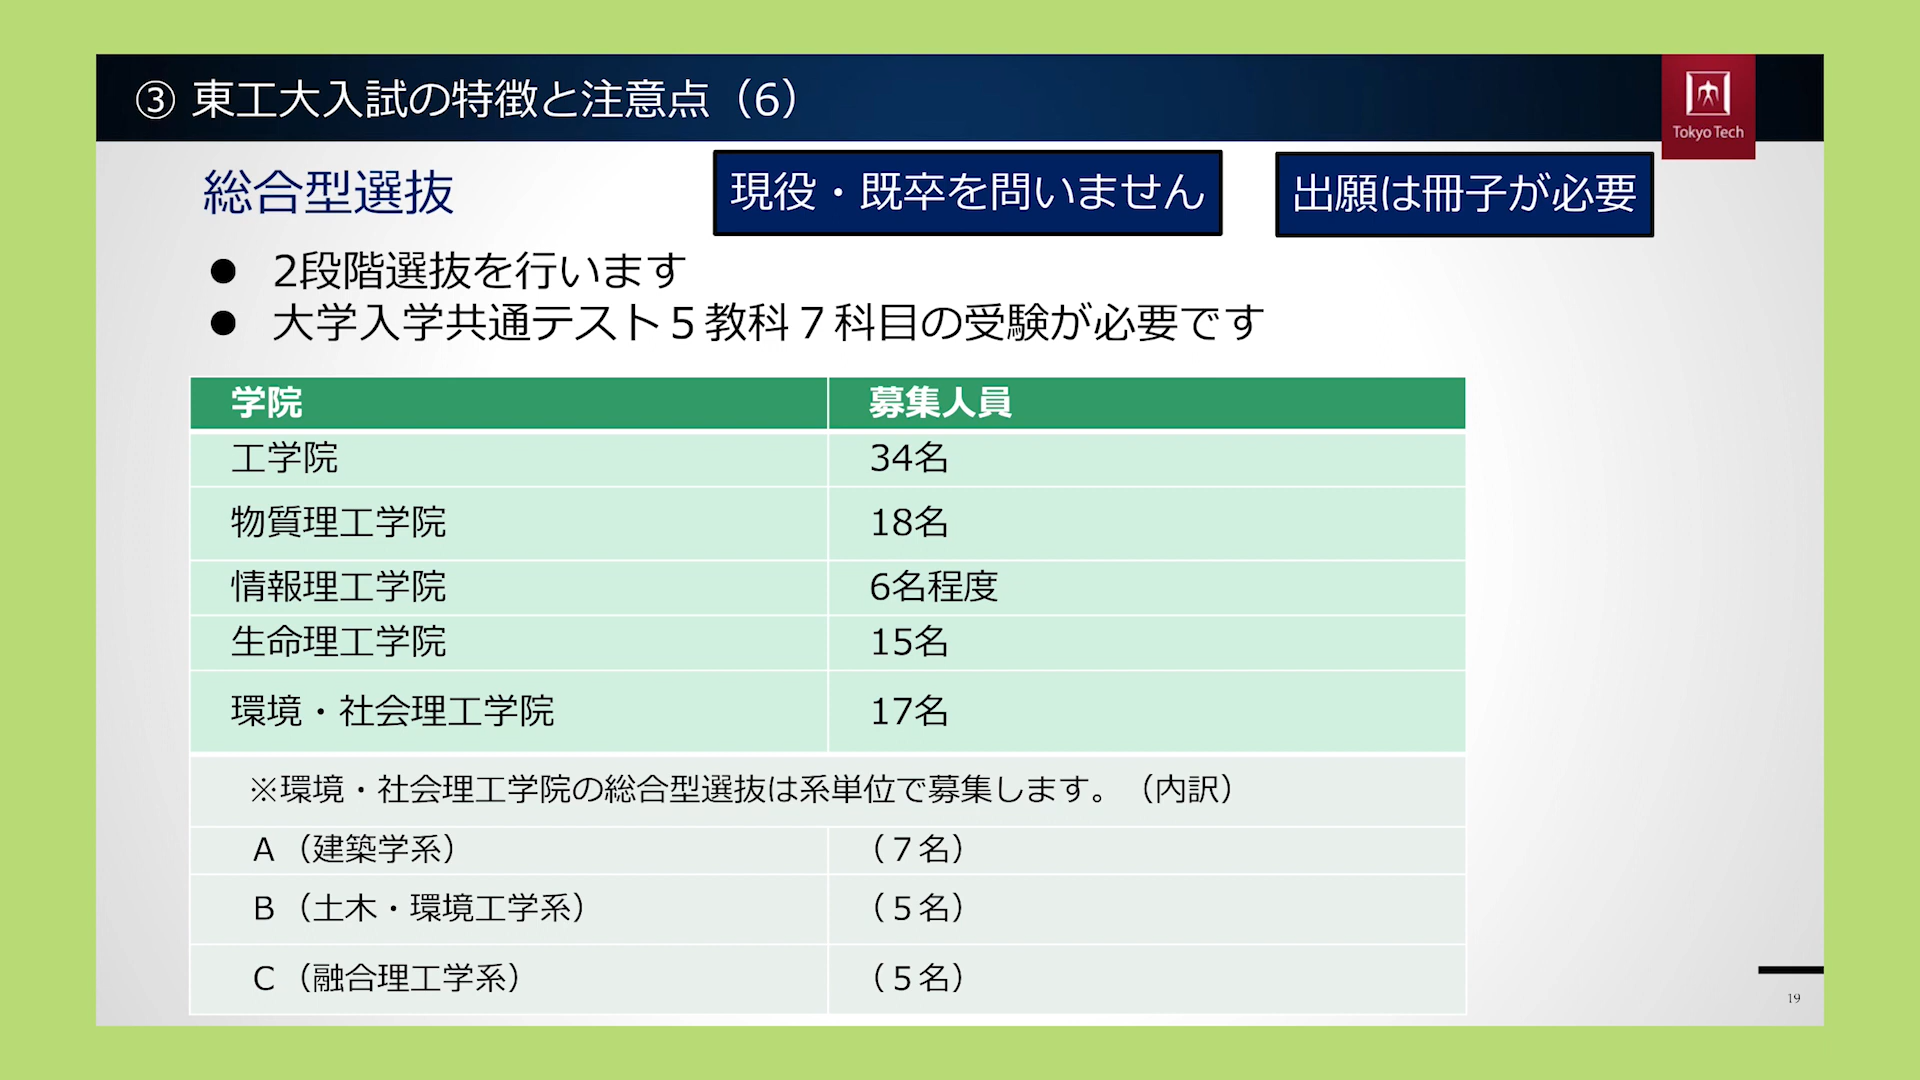 ③ 東工大入試の特徴と注意点（6）
Tokyo Tech
総合型選抜
現役・既卒を問いません
出願は冊子が必要
● 2段階選抜を行います
● 大学入学共通テスト５教科７科目の受験が必要です
学院 募集人員
工学院 34名
物質理工学院 18名
情報理工学院 6名程度
生命理工学院 15名
環境・社会理工学院 17名
※環境・社会理工学院の総合型選抜は系単位で募集します。（内訳）
A（建築学系） （７名）
B（土木・環境工学系） （５名）
C（融合理工学系） （５名）
19